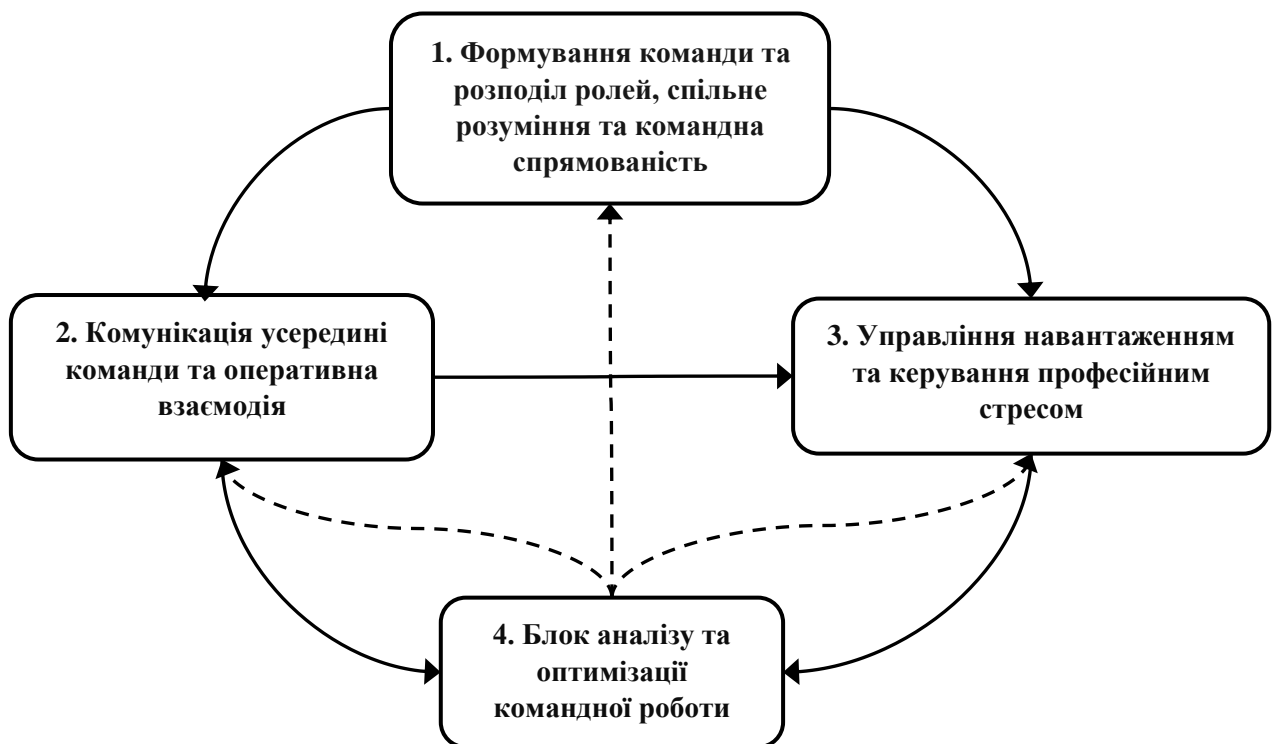 1. Формування команди та
розподіл ролей, спільне
розуміння та командна
спрямованість
2. Комунікація усередині
команди та оперативна
взаємодія
3. Управління навантаженням
та керування професійним
стресом
4. Блок аналізу та
оптимізації
командної роботи